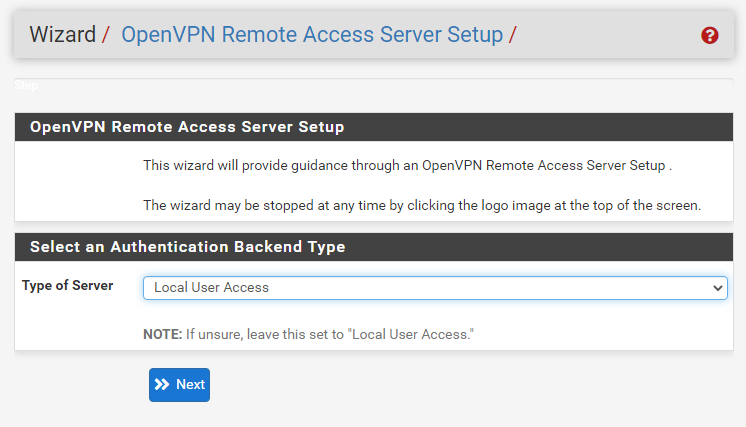 Wizard / OpenVPN Remote Access Server Setup /
Step
OpenVPN Remote Access Server Setup
This wizard will provide guidance through an OpenVPN Remote Access Server Setup .
The wizard may be stopped at any time by clicking the logo image at the top of the screen.
Select an Authentication Backend Type
Type of Server
Local User Access
NOTE: If unsure, leave this set to "Local User Access."
Next